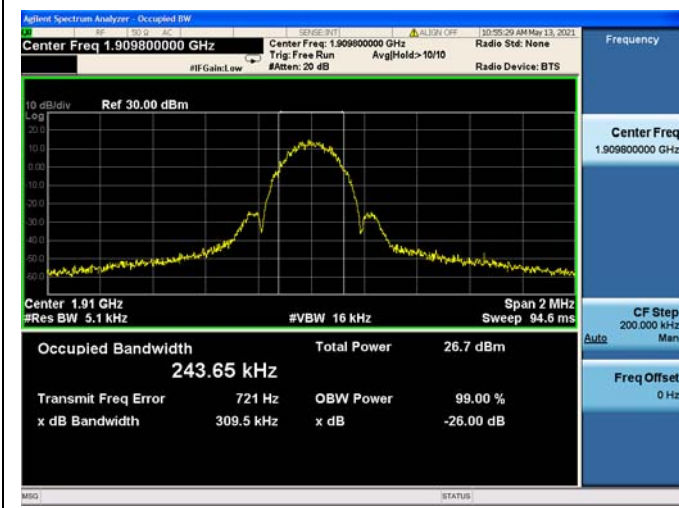 Agilent Spectrum Analyzer - Occupied BW
RF 50 Ω AC SENSE:INT ALIGN OFF 10:55:29 AM May 13, 2021
Center Freq 1.909800000 GHz
Center Freq: 1.909800000 GHz Radio Std: None
Trig: Free Run Avg|Hold:>10/10
#IFGain:Low #Atten: 20 dB Radio Device: BTS
10 dB/div Ref 30.00 dBm
Log
20.0
10.0
0.00
10.0
20.0
30.0
40.0
50.0
60.0
Center 1.91 GHz Span 2 MHz
#Res BW 5.1 kHz #VBW 16 kHz Sweep 94.6 ms
Occupied Bandwidth Total Power 26.7 dBm
243.65 kHz
Transmit Freq Error 721 Hz OBW Power 99.00 %
x dB Bandwidth 309.5 kHz x dB -26.00 dB
MSG STATUS
Frequency
Center Freq
1.909800000 GHz
CF Step
200.000 kHz
Auto Man
Freq Offset
0 Hz